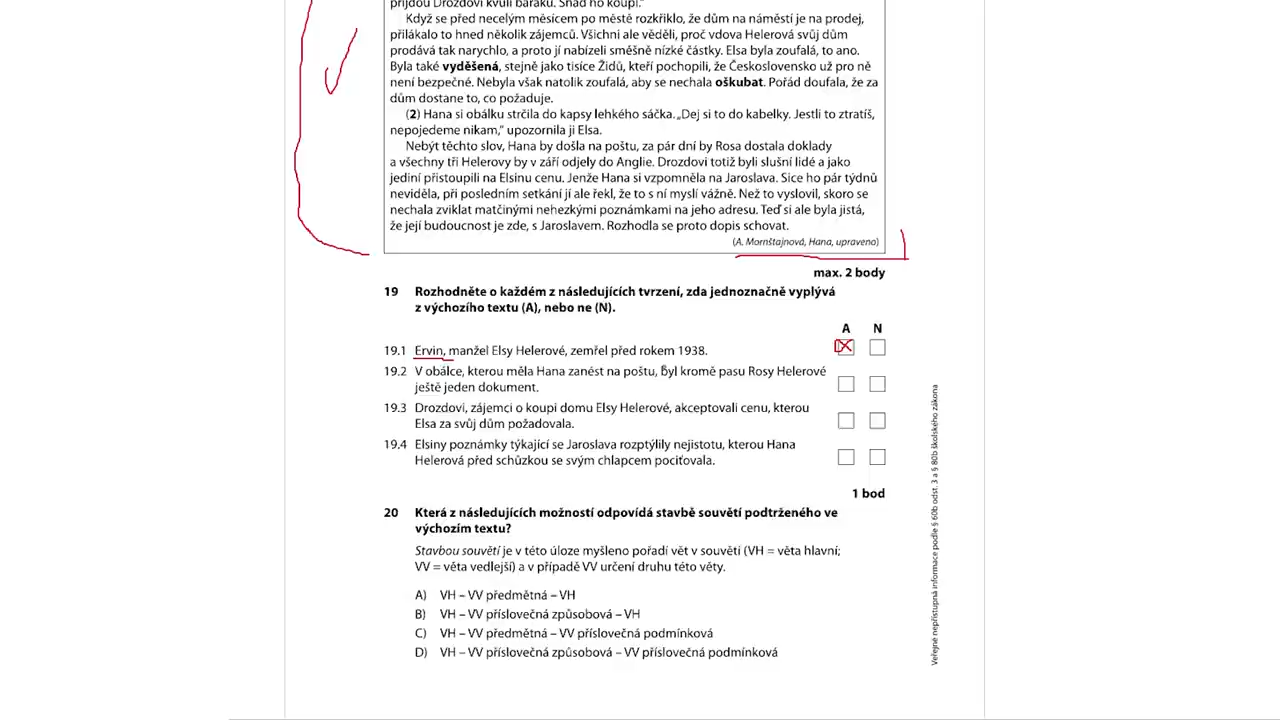 přijdou Drozdovi kvůli baráku. Snad ho koupí.“
Když se před necelým měsícem po městě rozkřiklo, že dům na náměstí je na prodej,
přilákalo to hned několik zájemců. Všichni ale věděli, proč vdova Helerová svůj dům
prodává tak narychlo, a proto jí nabízeli směšně nízké částky. Elsa byla zoufalá, to ano.
Byla také vyděšená, stejně jako tisíce Židů, kteří pochopili, že Československo už pro ně
není bezpečné. Nebyla však natolik zoufalá, aby se nechala oškubat. Pořád doufala, že za
dům dostane to, co požaduje.
(2) Hana si obálku strčila do kapsy lehkého sáčka. „Dej si to do kabelky. Jestli to ztratíš,
nepojedeme nikam,“ upozornila ji Elsa.
Nebýt těchto slov, Hana by došla na poštu, za pár dní by Rosa dostala doklady
a všechny tři Helerovy by v září odjely do Anglie. Drozdovi totiž byli slušní lidé a jako
jediní přistoupili na Elsinu cenu. Jenže Hana si vzpomněla na Jaroslava. Sice ho pár týdnů
neviděla, při posledním setkání jí ale řekl, že to s ní myslí vážně. Než to vyslovil, skoro se
nechala zviklat matčinými nehezkými poznámkami na jeho adresu. Teď si ale byla jistá,
že její budoucnost je zde, s Jaroslavem. Rozhodla se proto dopis schovat.
(A. Mornštajnová, Hana, upraveno)
max. 2 body
19 Rozhodněte o každém z následujících tvrzení, zda jednoznačně vyplývá
z výchozího textu (A), nebo ne (N).
A N
19.1 Ervin, manžel Elsy Helerové, zemřel před rokem 1938.
19.2 V obálce, kterou měla Hana zanést na poštu, byl kromě pasu Rosy Helerové
ještě jeden dokument.
19.3 Drozdovi, zájemci o koupi domu Elsy Helerové, akceptovali cenu, kterou
Elsa za svůj dům požadovala.
19.4 Elsiny poznámky týkající se Jaroslava rozptýlily nejistotu, kterou Hana
Helerová před schůzkou se svým chlapcem pociťovala.
1 bod
20 Která z následujících možností odpovídá stavbě souvětí podtrženého ve
výchozím textu?
Stavbou souvětí je v této úloze myšleno pořadí vět v souvětí (VH = věta hlavní;
VV = věta vedlejší) a v případě VV určení druhu této věty.
A) VH – VV předmětná – VH
B) VH – VV příslovečná způsobová – VH
C) VH – VV předmětná – VV příslovečná podmínková
D) VH – VV příslovečná způsobová – VV příslovečná podmínková
Veřejně nepřístupná informace podle § 60b odst. 3 a § 80b školského zákona